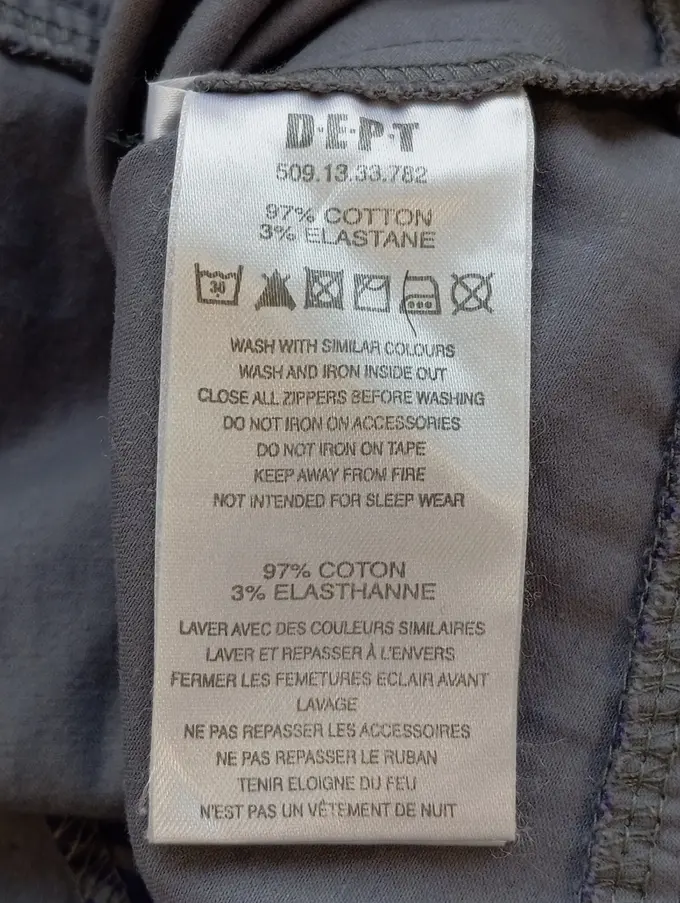 D·E·P·T
509.13.33.782
97% COTTON
3% ELASTANE
30
WASH WITH SIMILAR COLOURS
WASH AND IRON INSIDE OUT
CLOSE ALL ZIPPERS BEFORE WASHING
DO NOT IRON ON ACCESSORIES
DO NOT IRON ON TAPE
KEEP AWAY FROM FIRE
NOT INTENDED FOR SLEEP WEAR
97% COTON
3% ELASTHANNE
LAVER AVEC DES COULEURS SIMILAIRES
LAVER ET REPASSER À L'ENVERS
FERMER LES FEMETURES ECLAIR AVANT
LAVAGE
NE PAS REPASSER LES ACCESSOIRES
NE PAS REPASSER LE RUBAN
TENIR ELOIGNE DU FEU
N'EST PAS UN VÊTEMENT DE NUIT